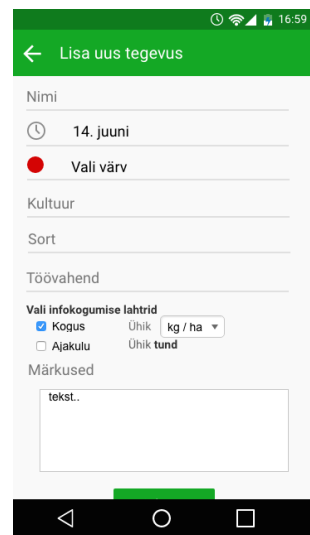 16:59
Lisa uus tegevus
Nimi
14. juuni
Vali värv
Kultuur
Sort
Töövahend
Vali infokogumise lahtrid
Kogus Ühik kg / ha
Ajakulu Ühik tund
Märkused
tekst..